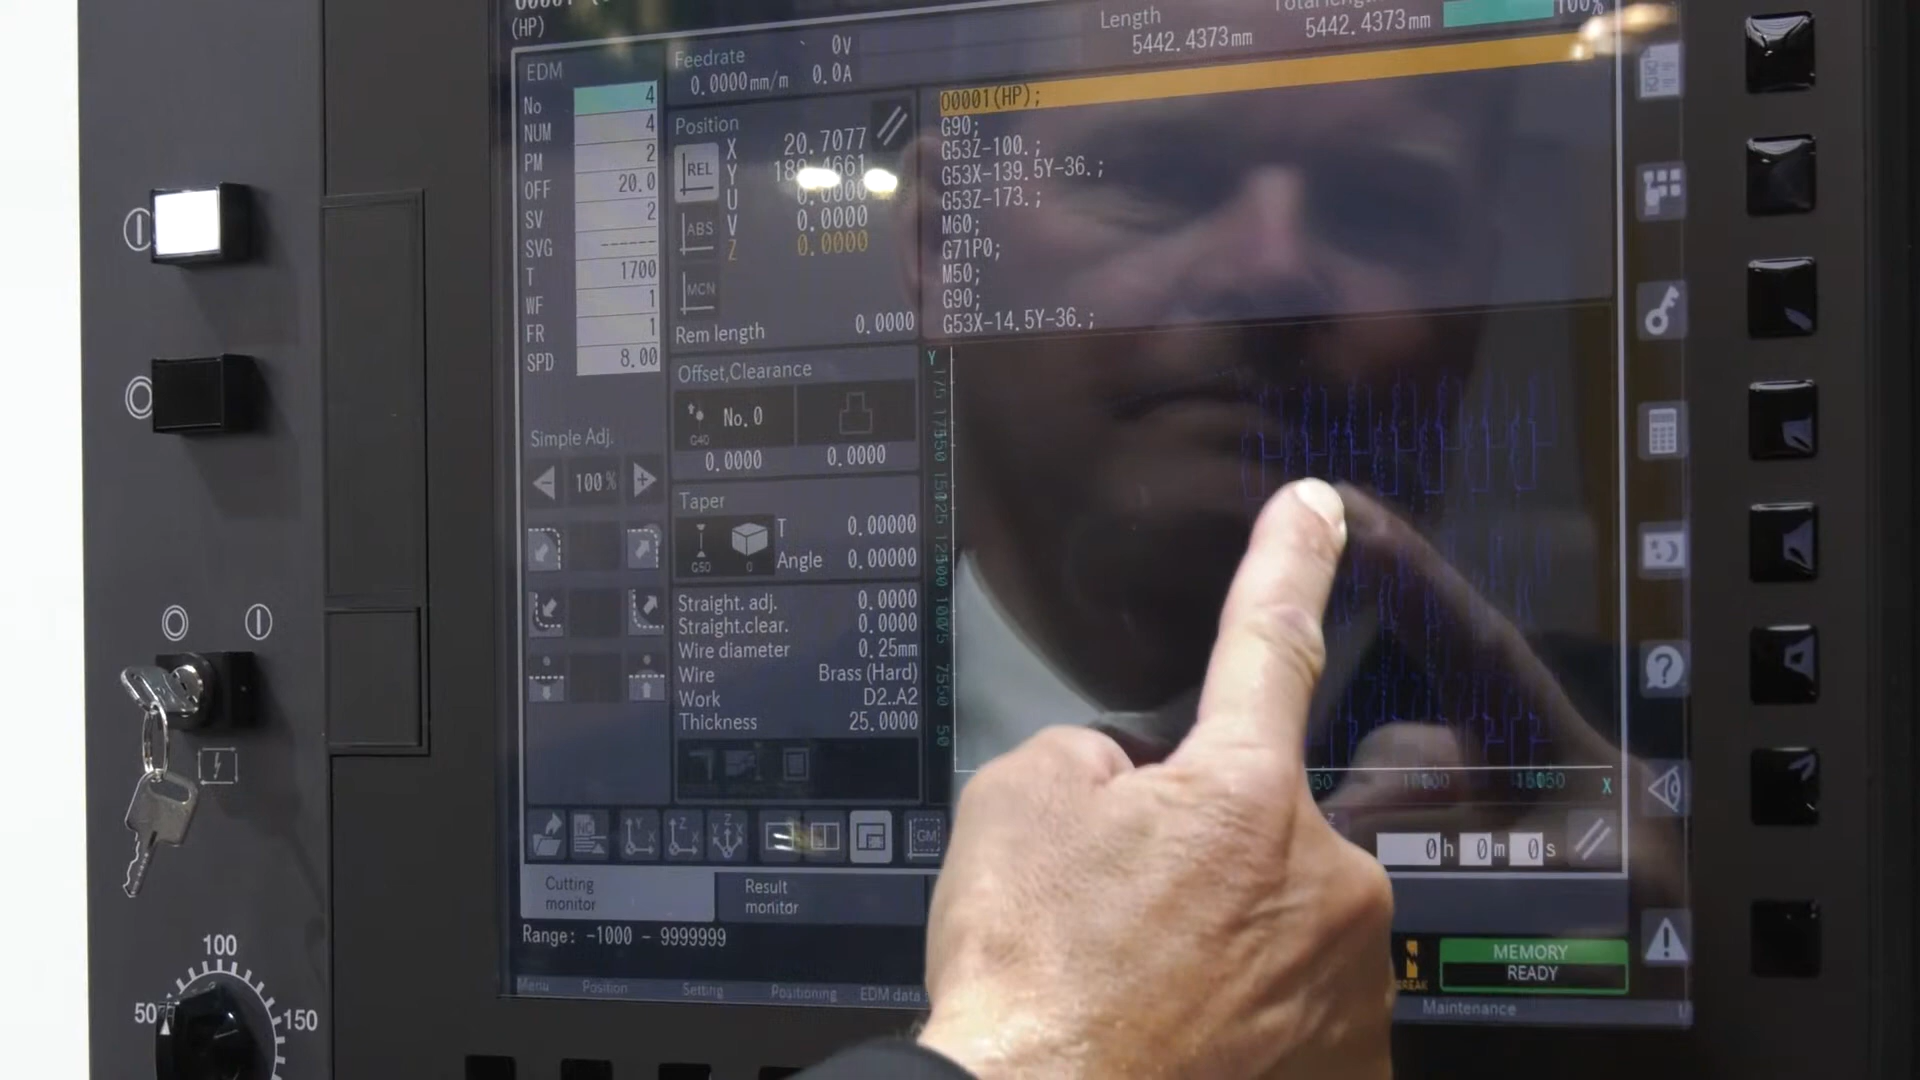 (HP)
Length
5442.4373mm
5442.4373mm
100%
EDM
No 4
NUM 4
PM 2
OFF 20.0
SV 2
SVG ------
T 1700
WF 1
FR 1
SPD 8.00
Simple Adj.
100%
Feedrate
0V
0.0000mm/m 0.0A
Position
REL
ABS
MCN
X 20.7077
Y
U 0.0000
V 0.0000
Z 0.0000
Rem length 0.0000
Offset,Clearance
No. 0
G40
0.0000 0.0000
Taper
G50 0
T 0.00000
Angle 0.00000
Straight. adj. 0.0000
Straight.clear. 0.0000
Wire diameter 0.25mm
Wire Brass (Hard)
Work D2..A2
Thickness 25.0000
O0001(HP);
G90;
G53Z-100.;
G53X-139.5Y-36.;
G53Z-173.;
M60;
G71P0;
M50;
G90;
G53X-14.5Y-36.;
Y
X
NC
GM
0h 0m 0s
Cutting
monitor
Result
monitor
Range: -1000 - 9999999
MEMORY
READY
Menu Position Setting Positioning EDM data Maintenance
50 100 150